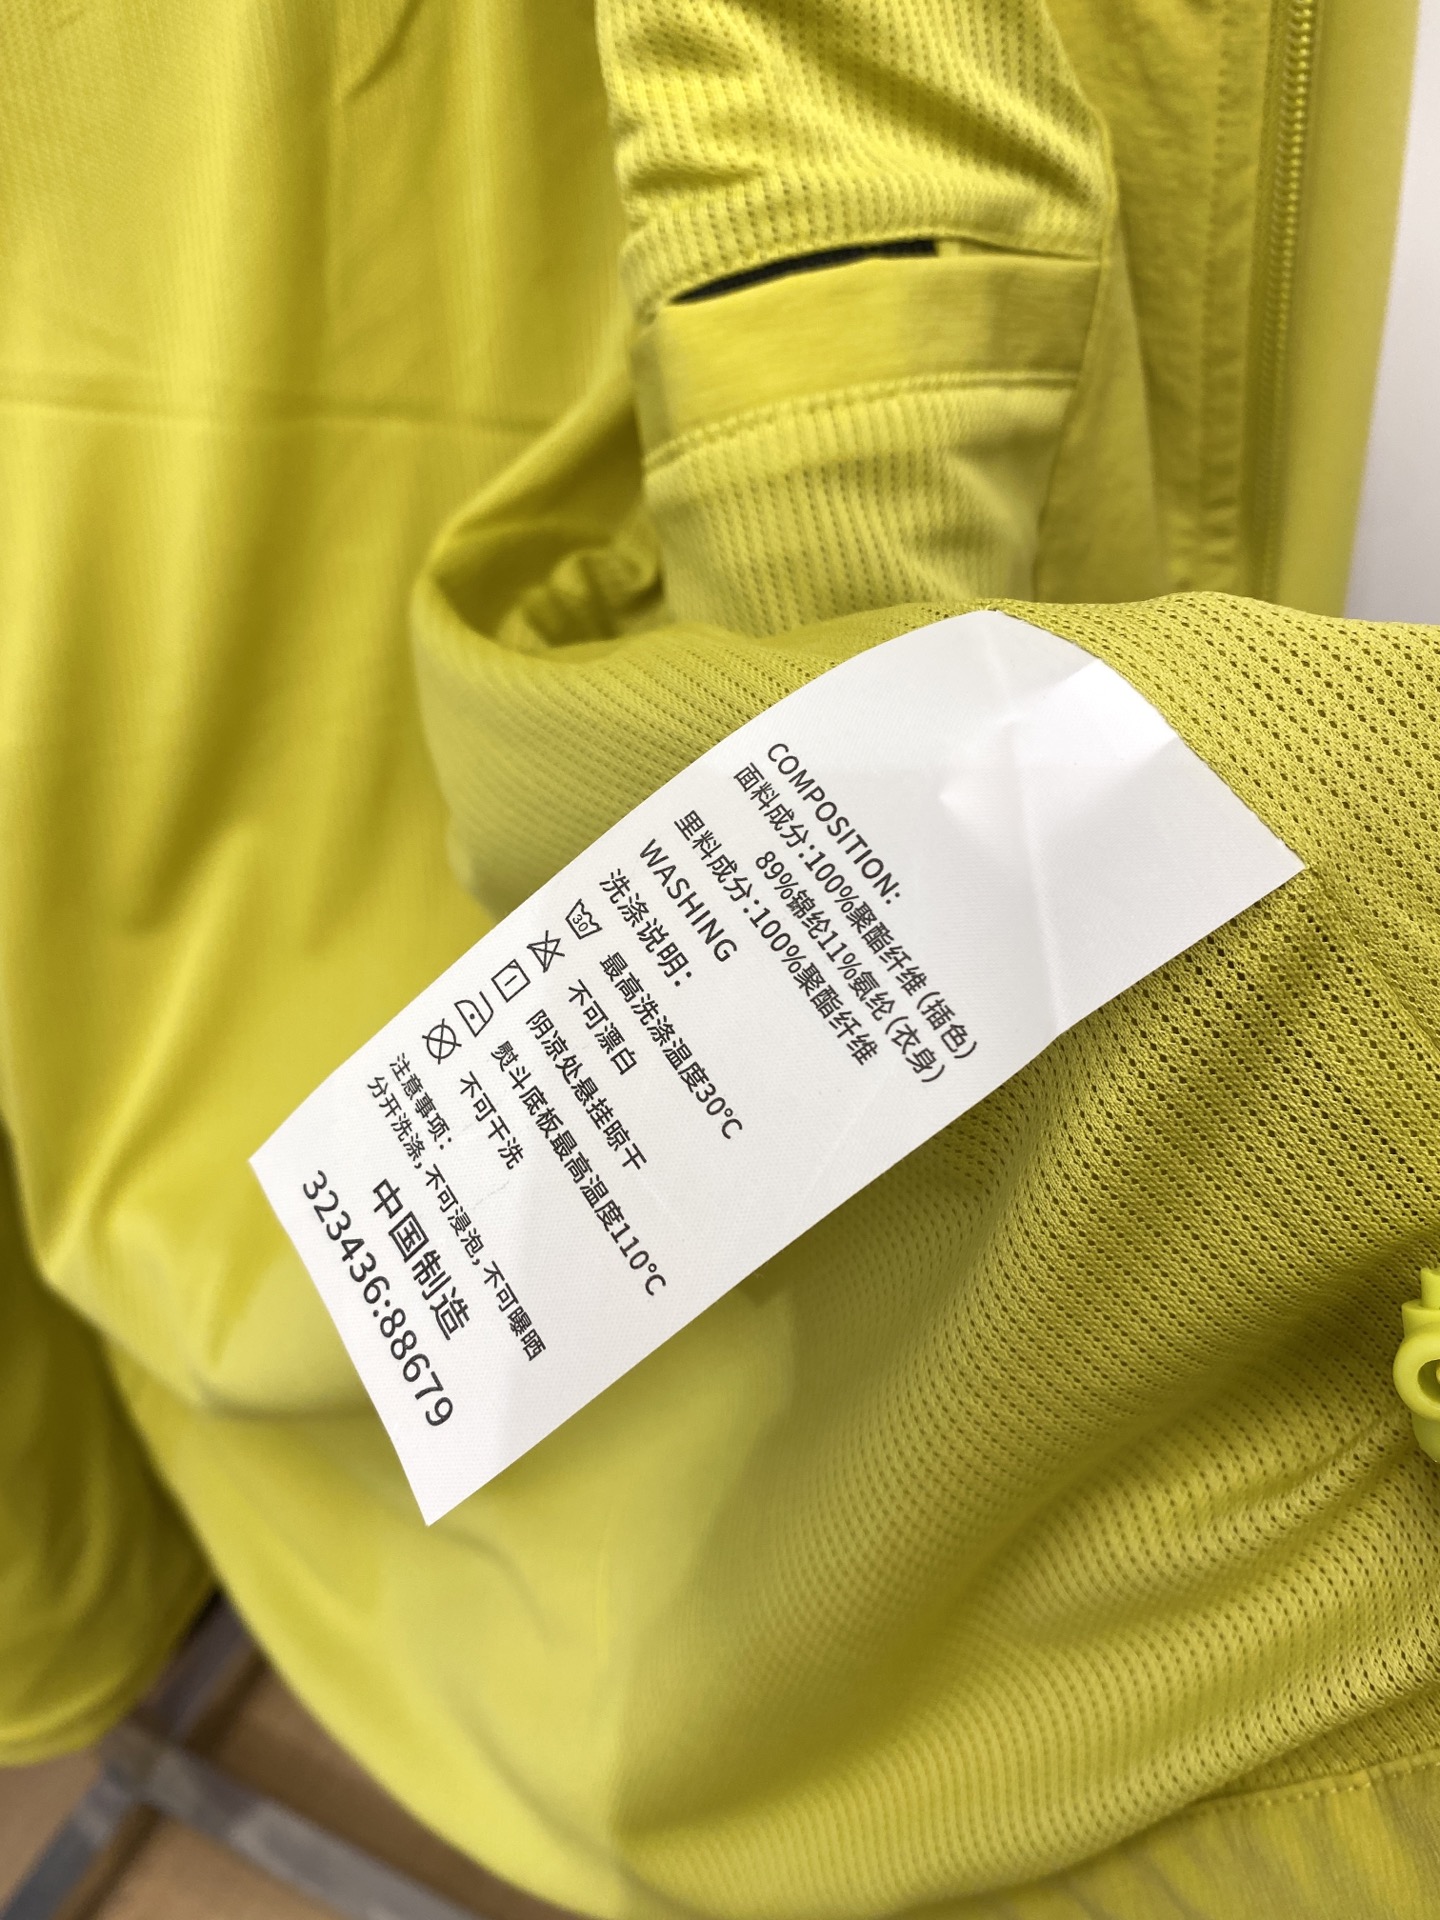 COMPOSITION:
面料成分:100%聚酯纤维(插色)
89%锦纶11%氨纶(衣身)
里料成分:100%聚酯纤维
WASHING
洗涤说明:
30 最高洗涤温度30℃
不可漂白
阴凉处悬挂晾干
熨斗底板最高温度110℃
不可干洗
注意事项:
分开洗涤,不可浸泡,不可曝晒
中国制造
323436:88679